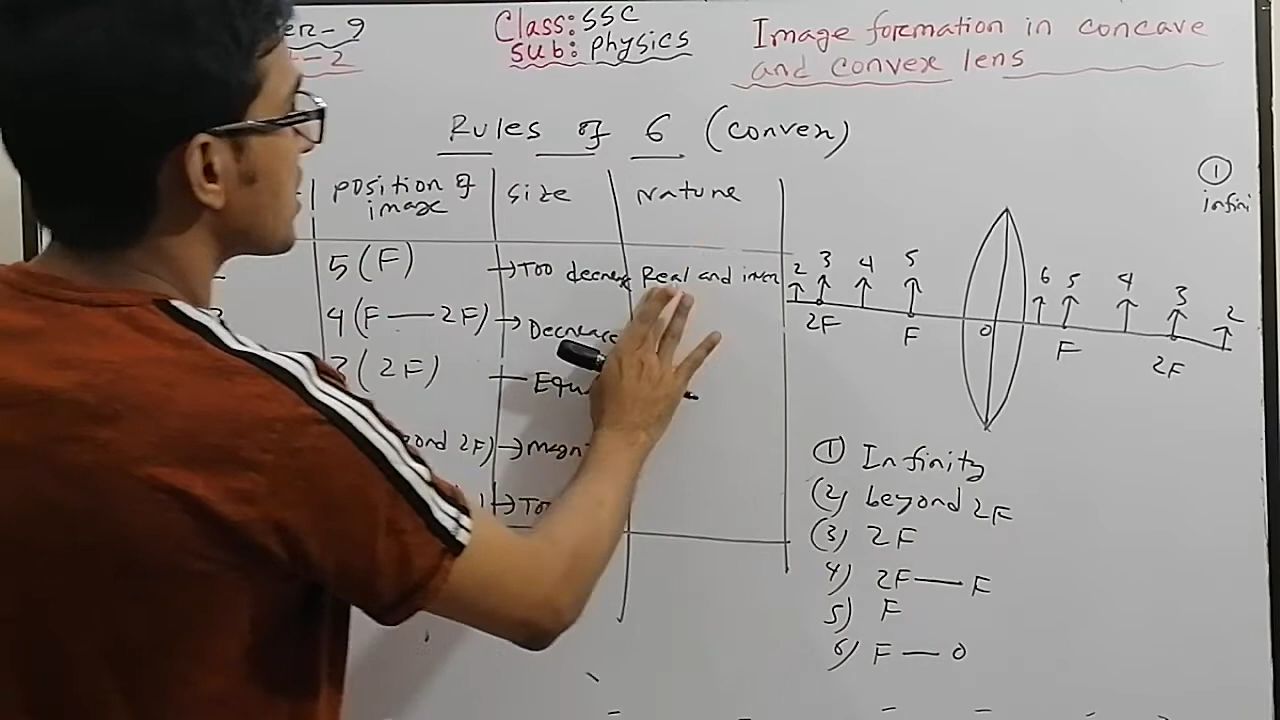 er-9
-2
Class: SSC
Sub: Physics
Image formation in concave
and convex lens
Rules of 6 (convex)
Position of
image
Size
Nature
5 (F)
→ Too decreas
Real and inver
4 (F — 2F)
→ Decrease
3 (2F)
— Equ
ond 2F)
→ magni
→ To
2 3 4 5
2F F
O
6 5 4 3 2
F 2F
①
infini
① Infinity
(2) beyond 2F
(3) 2F
4) 2F — F
5) F
6) F — O